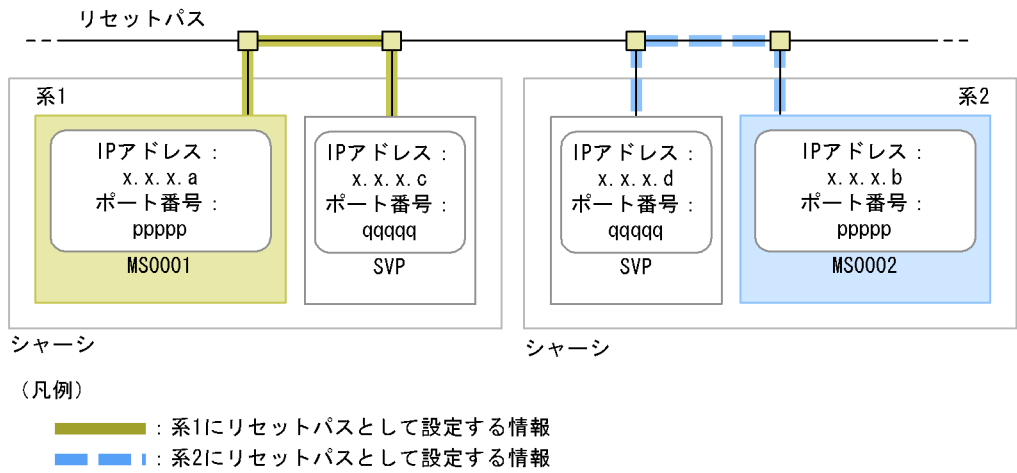 リセットパス
系1
IPアドレス：
x.x.x.a
ポート番号：
ppppp
MS0001
IPアドレス：
x.x.x.c
ポート番号：
qqqqq
SVP
シャーシ
系2
IPアドレス：
x.x.x.d
ポート番号：
qqqqq
SVP
IPアドレス：
x.x.x.b
ポート番号：
ppppp
MS0002
シャーシ
（凡例）
：系1にリセットパスとして設定する情報
：系2にリセットパスとして設定する情報